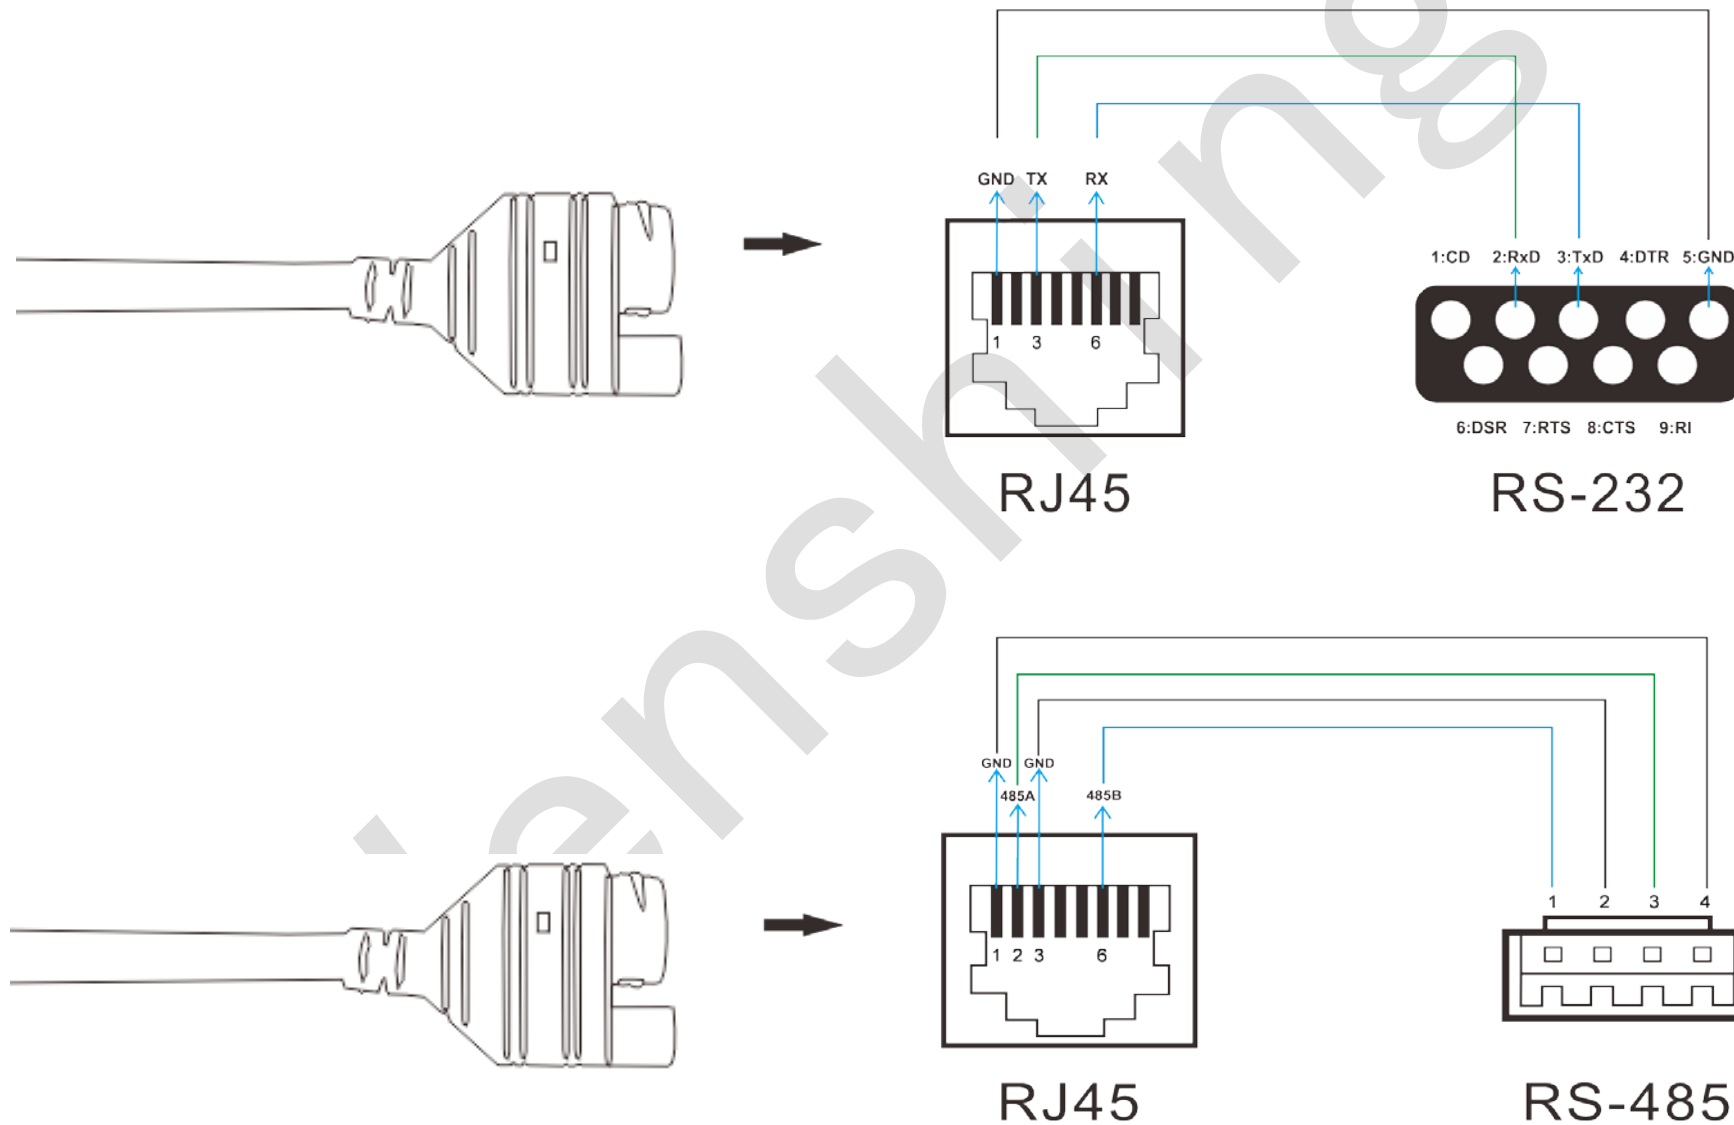 GND TX RX
1:CD 2:RxD 3:TxD 4:DTR 5:GND
1 3 6
6:DSR 7:RTS 8:CTS 9:RI
RJ45
RS-232
GND GND
485A 485B
1 2 3 4
1 2 3 6
RJ45
RS-485
enshing